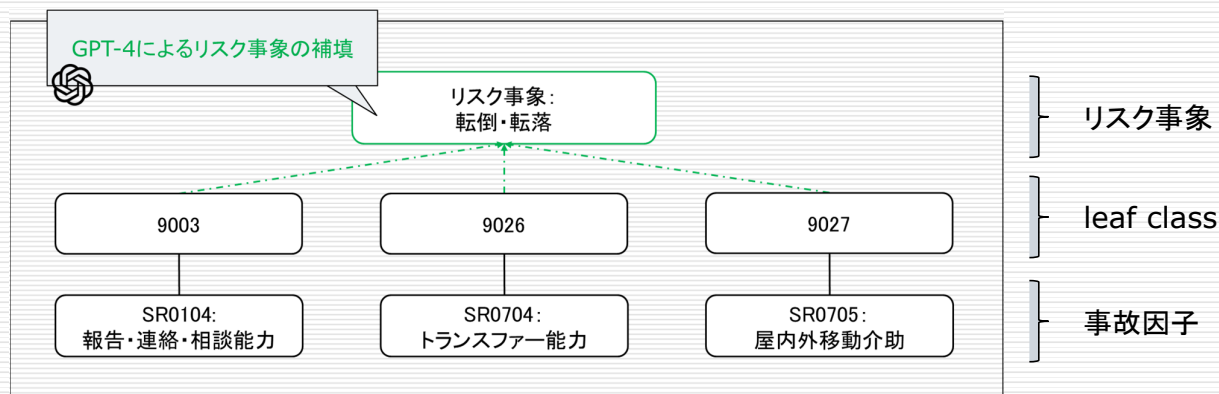 GPT-4によるリスク事象の補填
リスク事象：
転倒・転落
リスク事象
9003
9026
9027
leaf class
SR0104：
報告・連絡・相談能力
SR0704：
トランスファー能力
SR0705：
屋内外移動介助
事故因子